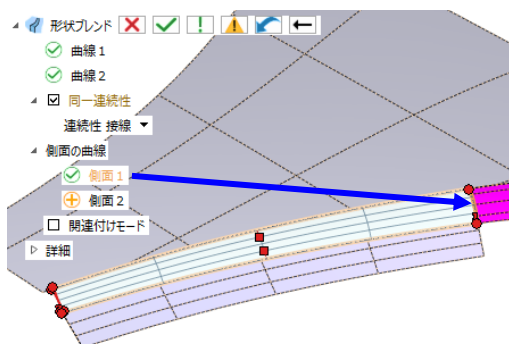 形状ブレンド
曲線 1
曲線 2
同一連続性
連続性 接線
側面の曲線
側面 1
側面 2
関連付けモード
詳細